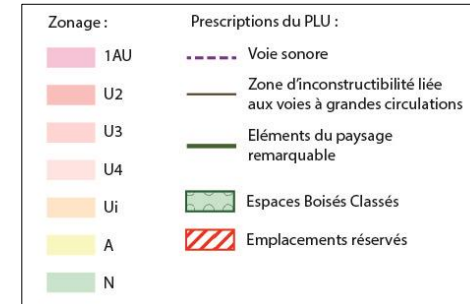 Zonage :
1AU
U2
U3
U4
Ui
A
N
Prescriptions du PLU :
Voie sonore
Zone d'inconstructibilité liée
aux voies à grandes circulations
Eléments du paysage
remarquable
Espaces Boisés Classés
Emplacements réservés